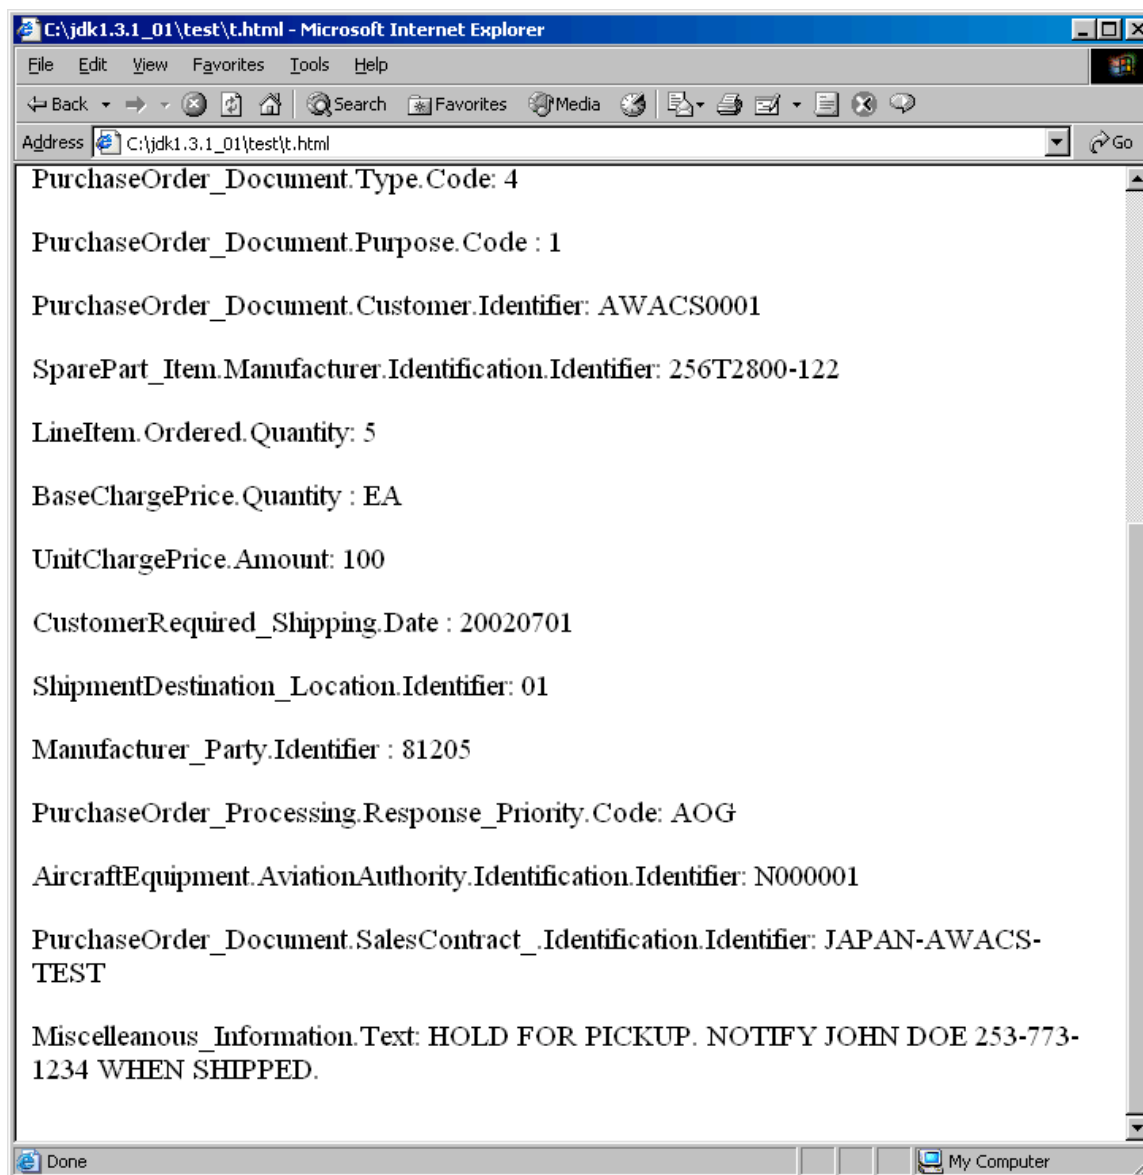 C:\jdk1.3.1_01\test\t.html - Microsoft Internet Explorer
File Edit View Favorites Tools Help
Back Search Favorites Media
Address C:\jdk1.3.1_01\test\t.html Go
PurchaseOrder_Document.Type.Code: 4
PurchaseOrder_Document.Purpose.Code : 1
PurchaseOrder_Document.Customer.Identifier: AWACS0001
SparePart_Item.Manufacturer.Identification.Identifier: 256T2800-122
LineItem.Ordered.Quantity: 5
BaseChargePrice.Quantity : EA
UnitChargePrice.Amount: 100
CustomerRequired_Shipping.Date : 20020701
ShipmentDestination_Location.Identifier: 01
Manufacturer_Party.Identifier : 81205
PurchaseOrder_Processing.Response_Priority.Code: AOG
AircraftEquipment.AviationAuthority.Identification.Identifier: N000001
PurchaseOrder_Document.SalesContract_.Identification.Identifier: JAPAN-AWACS-
TEST
Miscelleanous_Information.Text: HOLD FOR PICKUP. NOTIFY JOHN DOE 253-773-
1234 WHEN SHIPPED.
Done My Computer